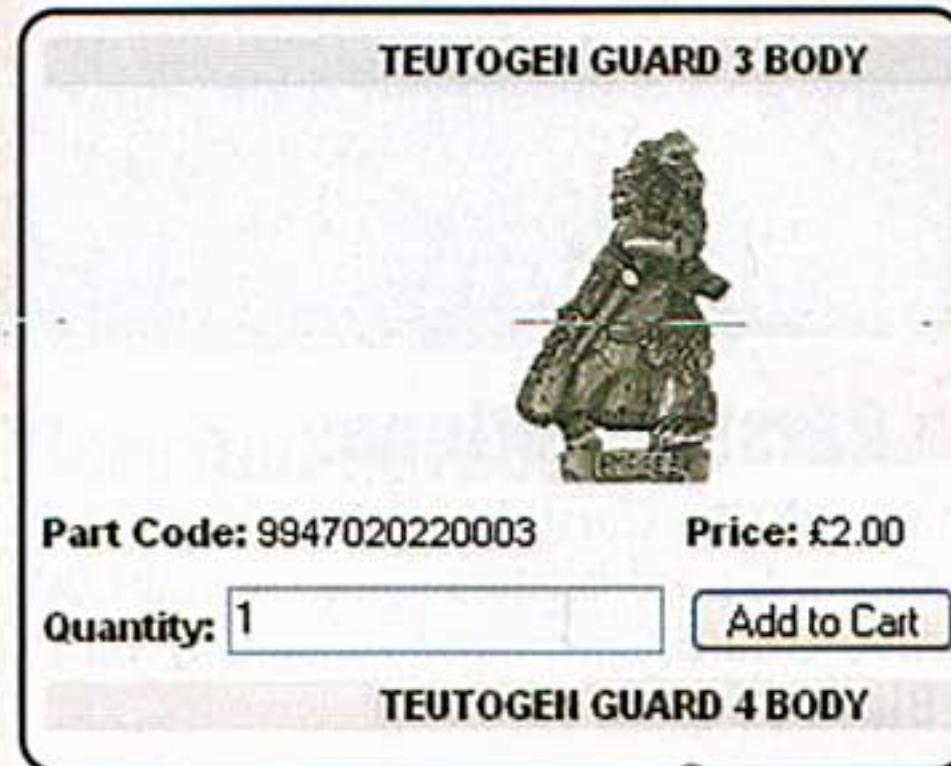 TEUTOGEN GUARD 3 BODY
Part Code: 9947020220003 Price: £2.00
Quantity: 1 Add to Cart
TEUTOGEN GUARD 4 BODY